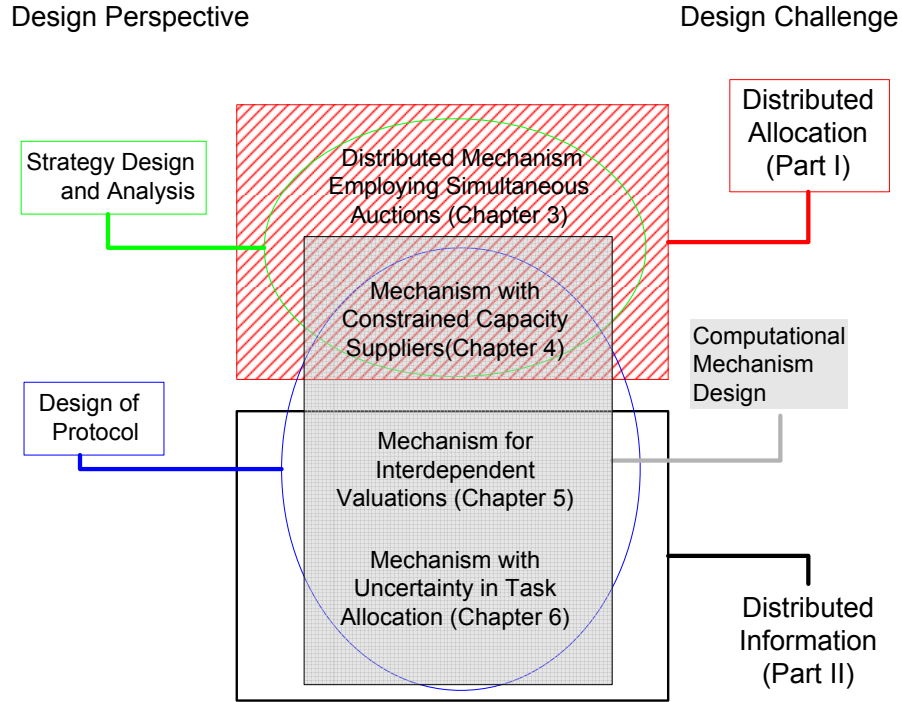 Design Perspective
Design Challenge
Distributed
Allocation
(Part I)
Strategy Design
and Analysis
Distributed Mechanism
Employing Simultaneous
Auctions (Chapter 3)
Mechanism with
Constrained Capacity
Suppliers(Chapter 4)
Computational
Mechanism
Design
Design of
Protocol
Mechanism for
Interdependent
Valuations (Chapter 5)
Mechanism with
Uncertainty in Task
Allocation (Chapter 6)
Distributed
Information
(Part II)